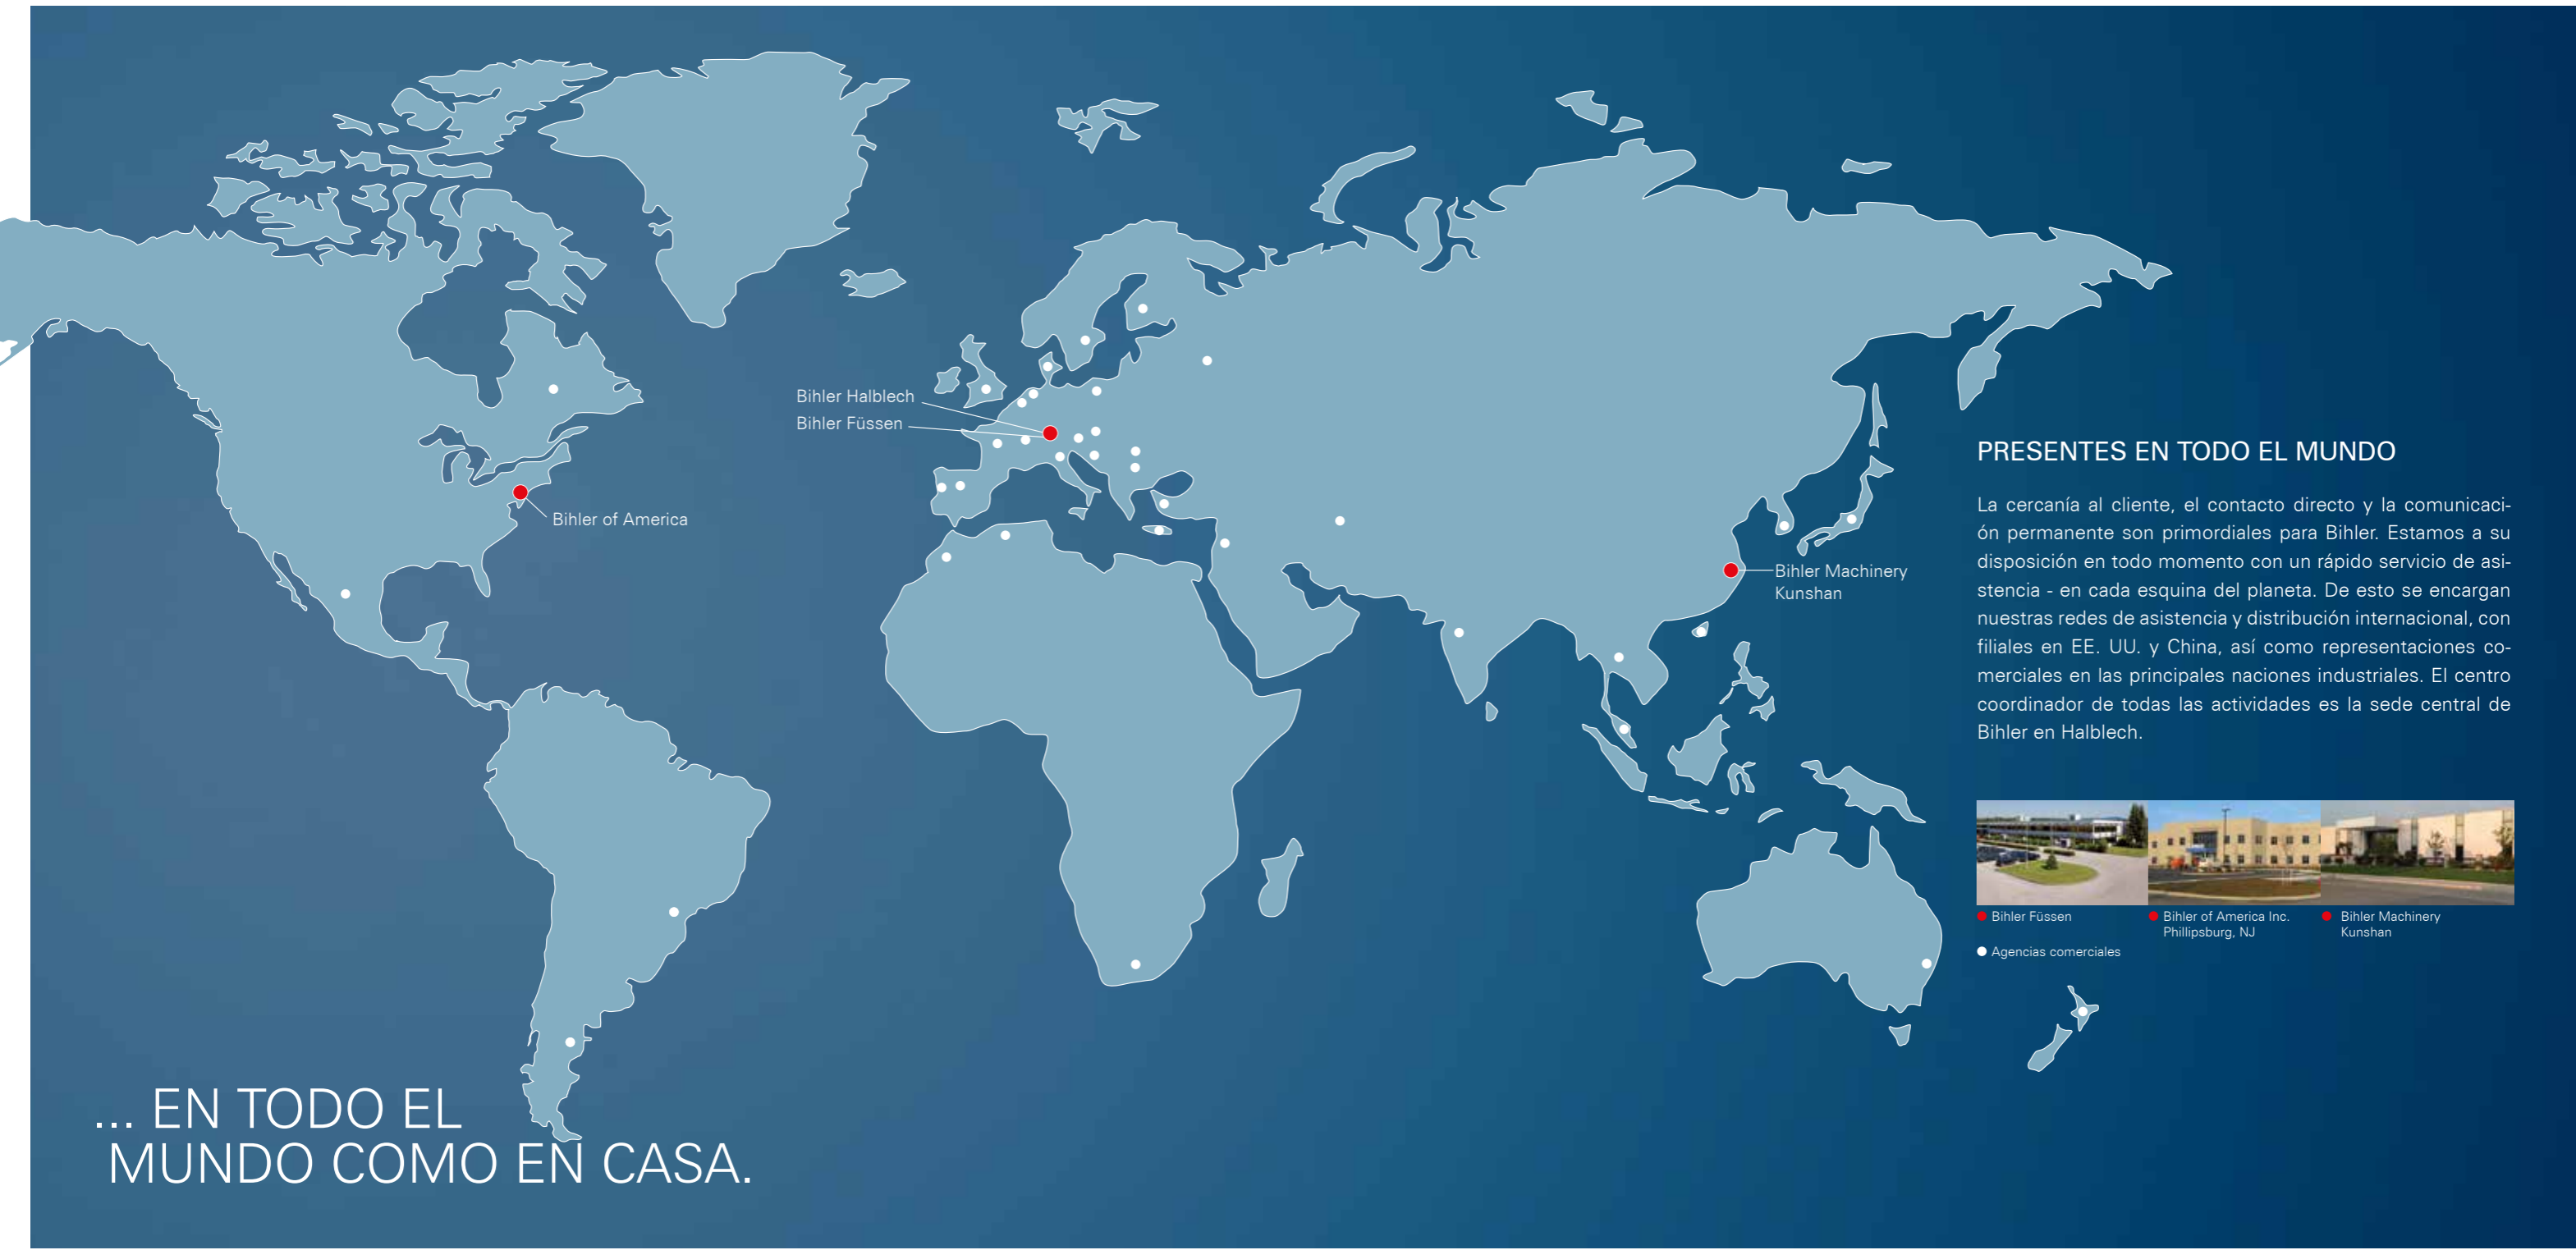 Bihler Halblech
Bihler Füssen
Bihler of America
Bihler Machinery
Kunshan
PRESENTES EN TODO EL MUNDO
La cercanía al cliente, el contacto directo y la comunicaci-
ón permanente son primordiales para Bihler. Estamos a su
disposición en todo momento con un rápido servicio de asi-
stencia - en cada esquina del planeta. De esto se encargan
nuestras redes de asistencia y distribución internacional, con
filiales en EE. UU. y China, así como representaciones co-
merciales en las principales naciones industriales. El centro
coordinador de todas las actividades es la sede central de
Bihler en Halblech.
Bihler Füssen
Bihler of America Inc.
Phillipsburg, NJ
Bihler Machinery
Kunshan
Agencias comerciales
... EN TODO EL
MUNDO COMO EN CASA.